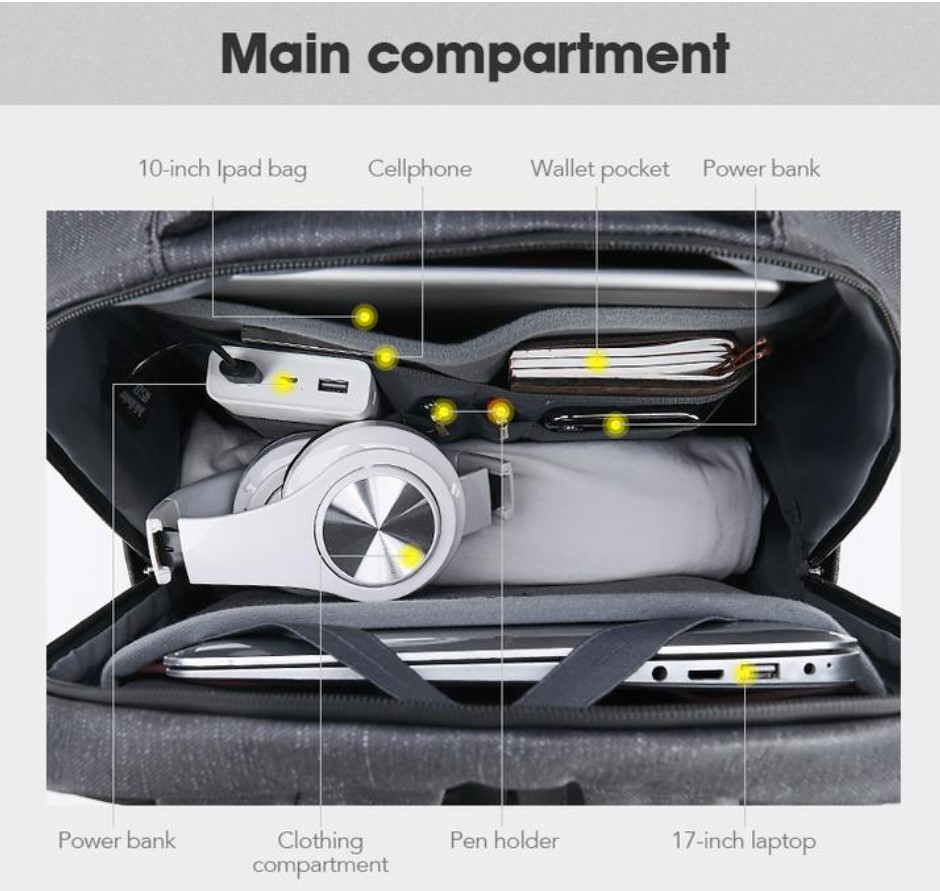 Main compartment
10-inch Ipad bag
Cellphone
Wallet pocket
Power bank
Power bank
Clothing
compartment
Pen holder
17-inch laptop